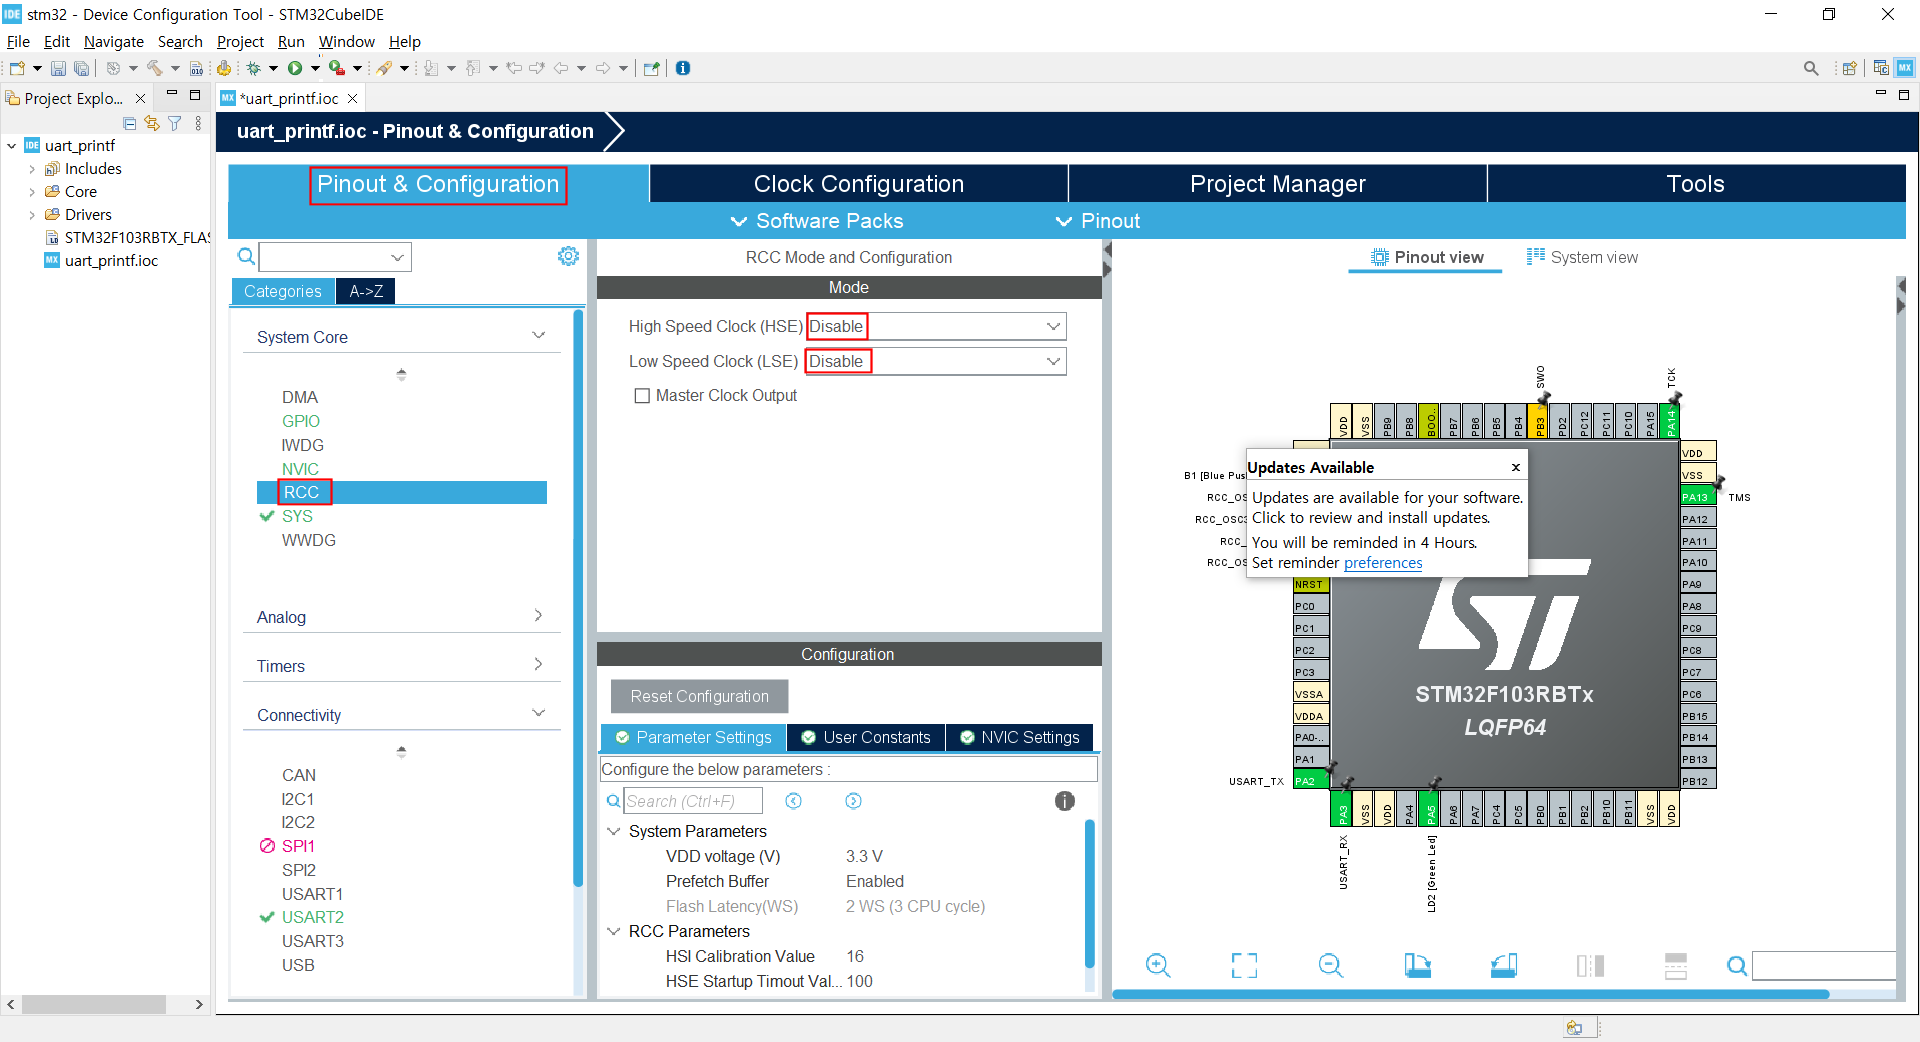 IDE stm32 - Device Configuration Tool - STM32CubeIDE
File Edit Navigate Search Project Run Window Help
Project Explo...
MX *uart_printf.ioc
IDE uart_printf
Includes
Core
Drivers
STM32F103RBTX_FLAS
MX uart_printf.ioc
uart_printf.ioc - Pinout & Configuration
Pinout & Configuration
Clock Configuration
Project Manager
Tools
Software Packs
Pinout
Categories
A->Z
System Core
DMA
GPIO
IWDG
NVIC
RCC
SYS
WWDG
Analog
Timers
Connectivity
CAN
I2C1
I2C2
SPI1
SPI2
USART1
USART2
USART3
USB
RCC Mode and Configuration
Mode
High Speed Clock (HSE) Disable
Low Speed Clock (LSE) Disable
Master Clock Output
Configuration
Reset Configuration
Parameter Settings
User Constants
NVIC Settings
Configure the below parameters :
Search (Ctrl+F)
System Parameters
VDD voltage (V) 3.3 V
Prefetch Buffer Enabled
Flash Latency(WS) 2 WS (3 CPU cycle)
RCC Parameters
HSI Calibration Value 16
HSE Startup Timout Val... 100
Pinout view
System view
SWO
TCK
VDD VSS PB9 PB8 BOO.. PB7 PB6 PB5 PB4 PB3 PD2 PC12 PC11 PC10 PA15 PA14
B1 [Blue Pus
RCC_OS
RCC_OSC3
RCC_
RCC_OS
NRST
PC0
PC1
PC2
PC3
VSSA
VDDA
PA0-..
PA1
USART_TX PA2
Updates Available
Updates are available for your software.
Click to review and install updates.
You will be reminded in 4 Hours.
Set reminder preferences
ST
STM32F103RBTx
LQFP64
VDD
VSS
PA13 TMS
PA12
PA11
PA10
PA9
PA8
PC9
PC8
PC7
PC6
PB15
PB14
PB13
PB12
PA3 VSS VDD PA4 PA5 PA6 PA7 PC4 PC5 PB0 PB1 PB2 PB10 PB11 VSS VDD
USART_RX
LD2 [Green Led]